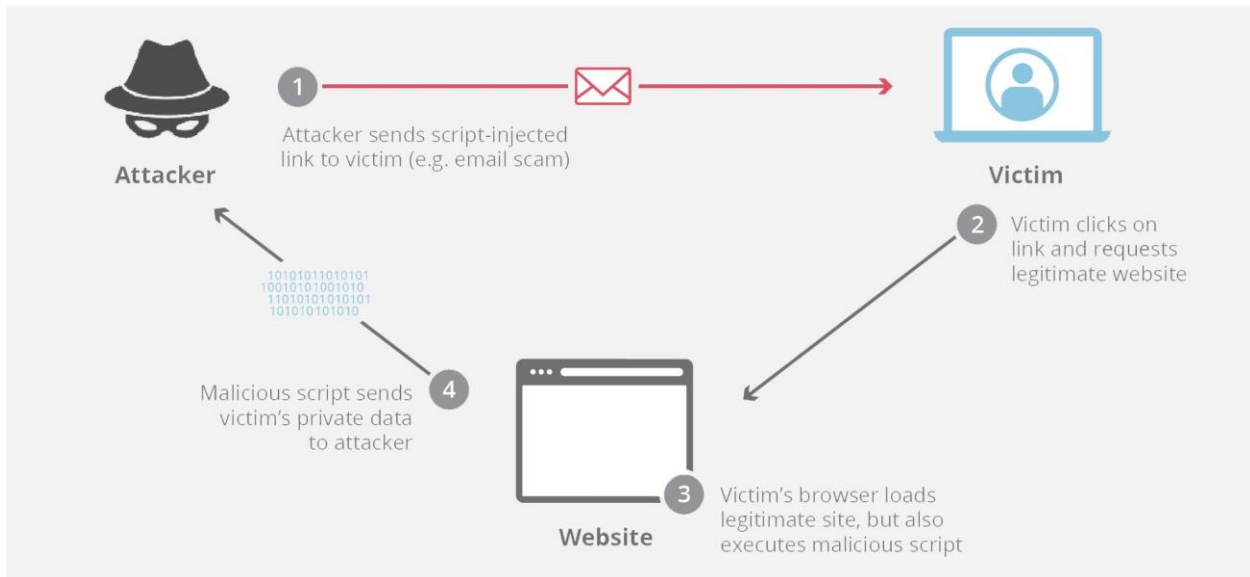 1
Attacker sends script-injected
link to victim (e.g. email scam)
Attacker
Victim
2
Victim clicks on
link and requests
legitimate website
10101011010101
10010101001010
11010101010101
101010101010
4
Malicious script sends
victim’s private data
to attacker
3
Victim’s browser loads
legitimate site, but also
executes malicious script
Website